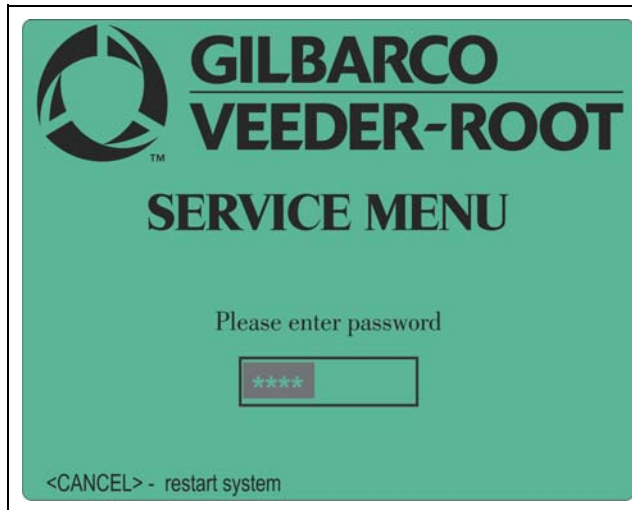 GILBARCO
VEEDER-ROOT
TM
SERVICE MENU
Please enter password
****
<CANCEL> - restart system